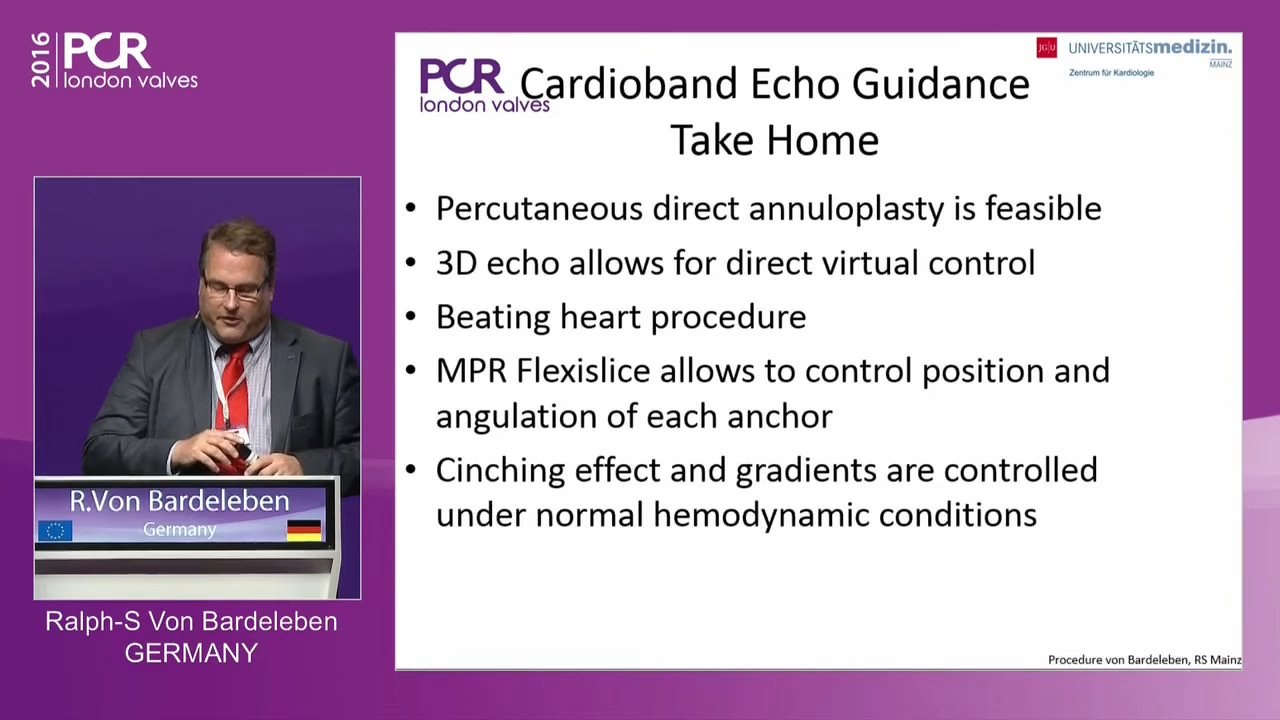 2016
PCR
london valves
R.Von Bardeleben
Germany
Ralph-S Von Bardeleben
GERMANY
PCR
london valves
JGU
UNIVERSITÄTSmedizin.
MAINZ
Zentrum für Kardiologie
Cardioband Echo Guidance
Take Home
• Percutaneous direct annuloplasty is feasible
• 3D echo allows for direct virtual control
• Beating heart procedure
• MPR Flexislice allows to control position and
angulation of each anchor
• Cinching effect and gradients are controlled
under normal hemodynamic conditions
Procedure von Bardeleben, RS Mainz